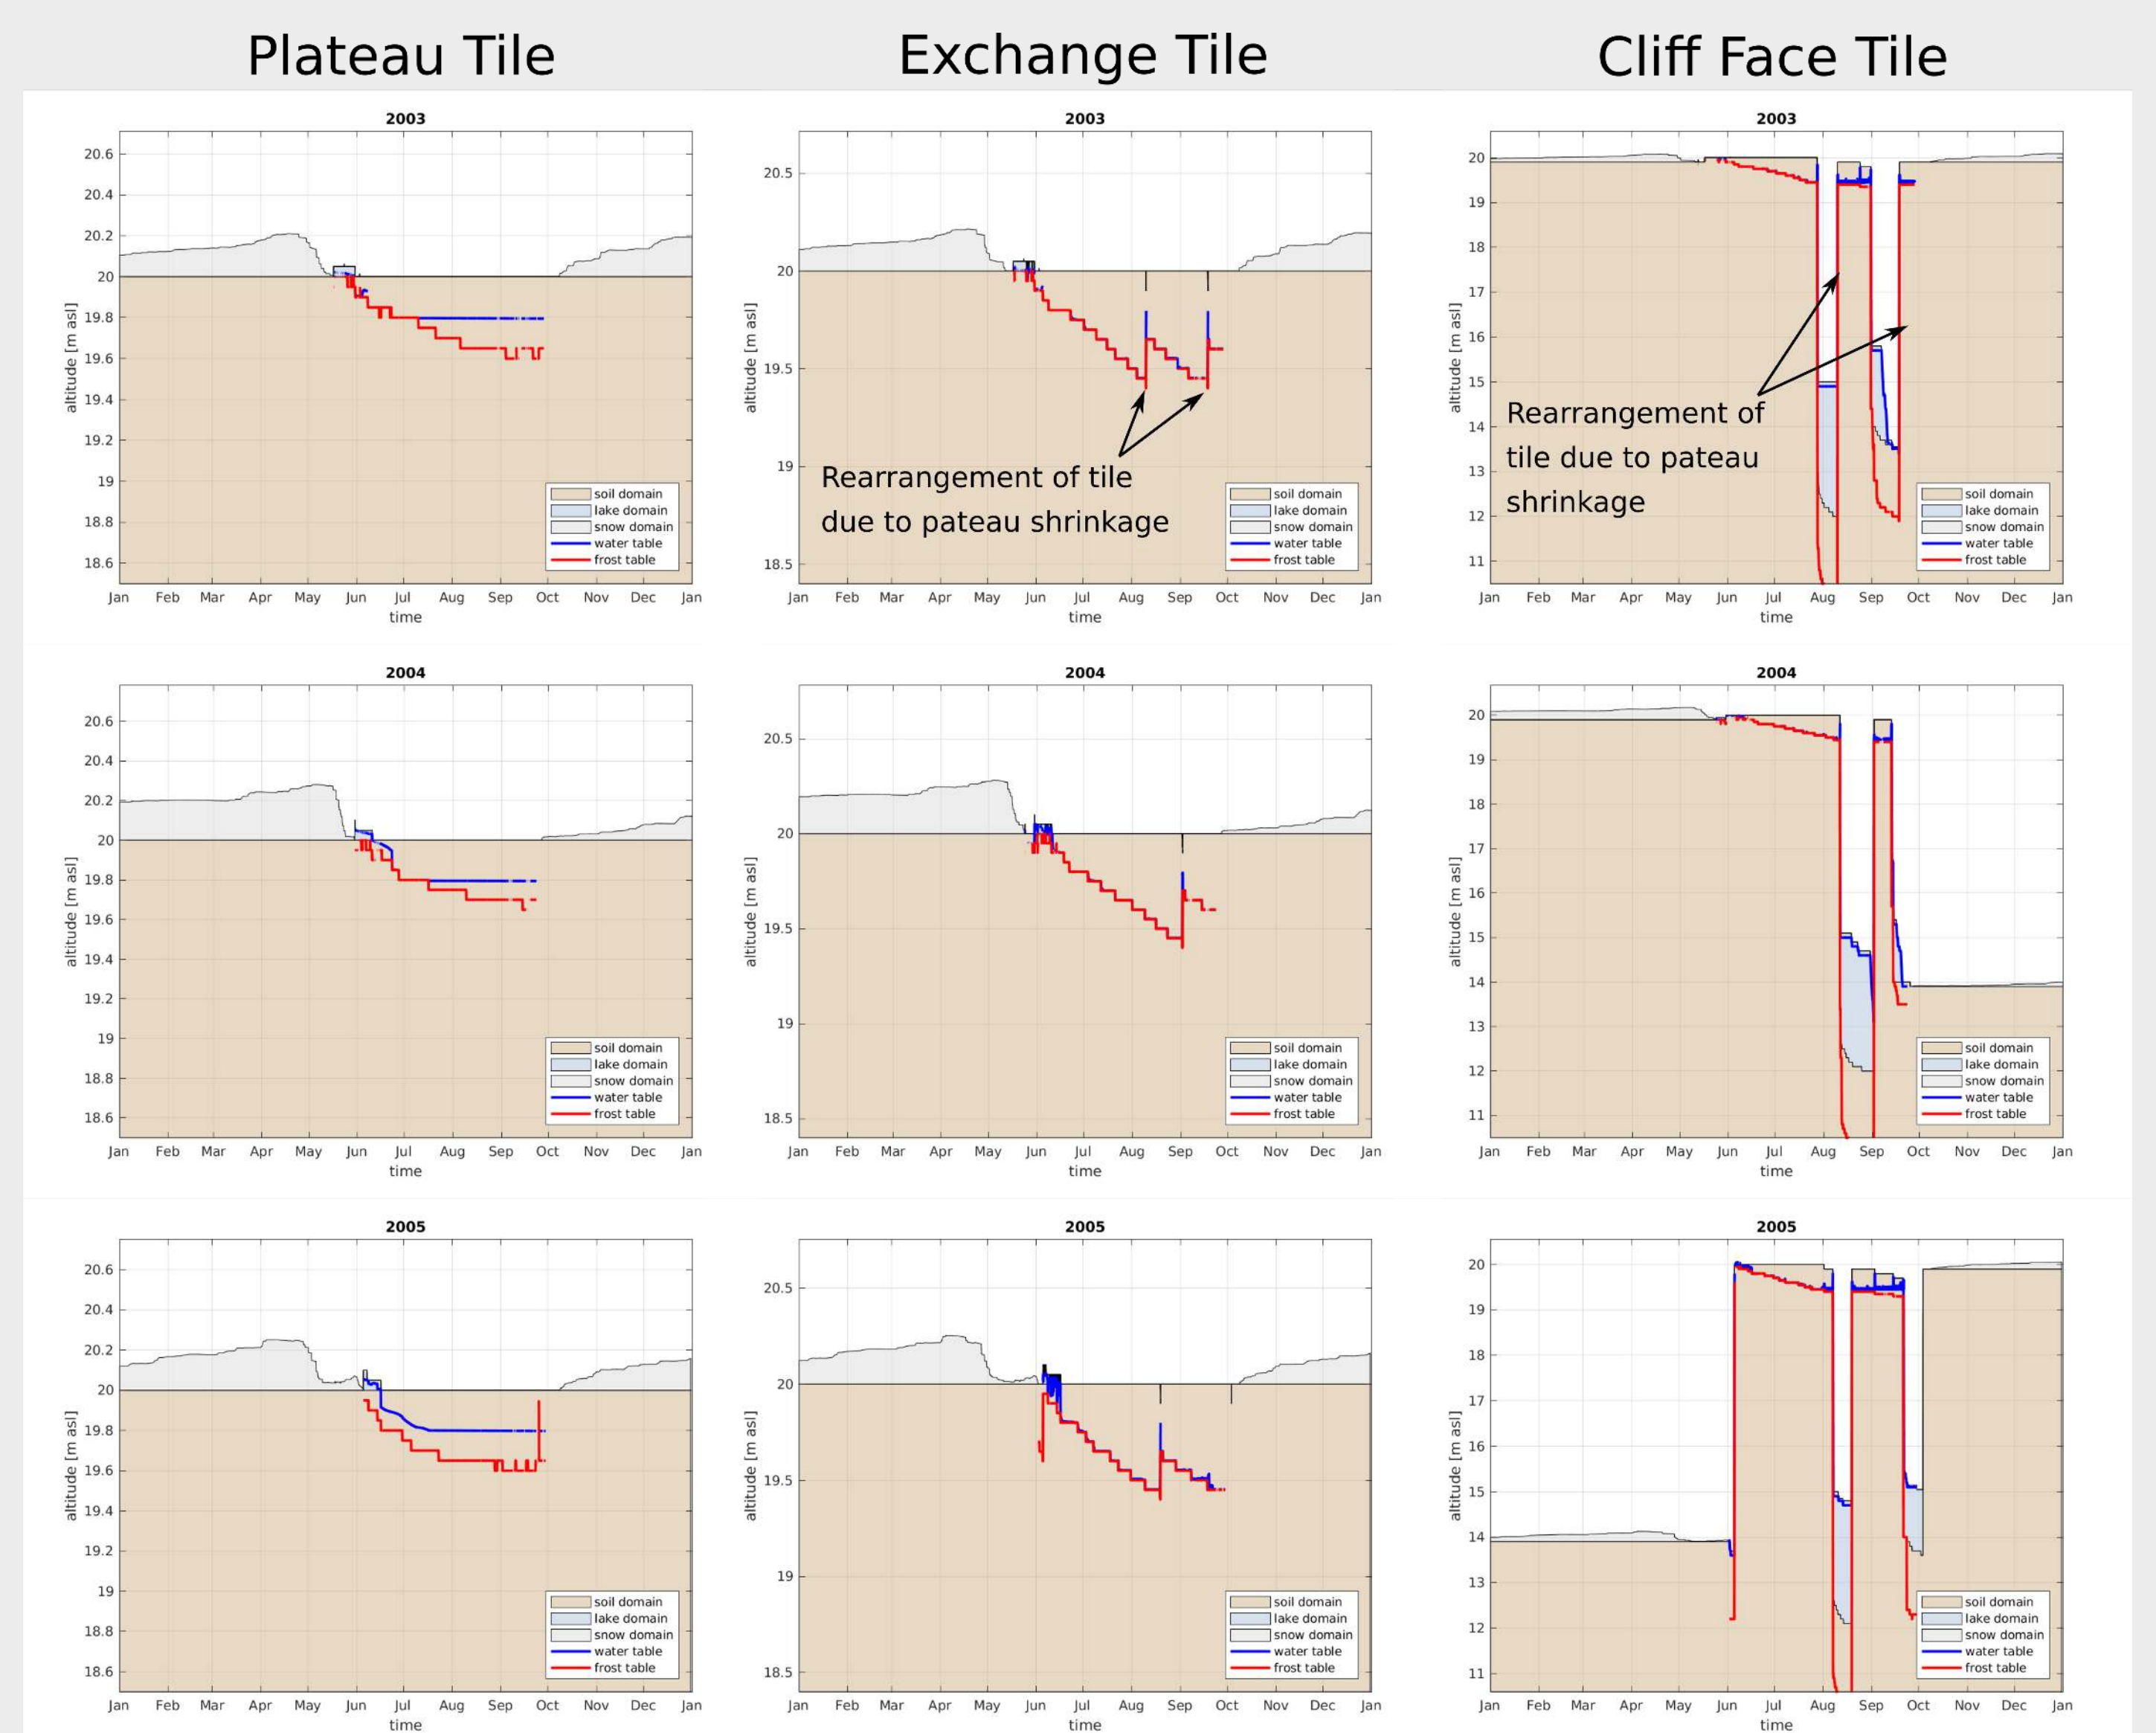 Plateau Tile
Exchange Tile
Cliff Face Tile
2003
altitude [m asl]
20.6
20.4
20.2
20
19.8
19.6
19.4
19.2
19
18.8
18.6
soil domain
lake domain
snow domain
water table
frost table
Jan Feb Mar Apr May Jun Jul Aug Sep Oct Nov Dec Jan
time
2003
altitude [m asl]
20.5
20
19.5
19
18.5
Rearrangement of tile
due to pateau shrinkage
soil domain
lake domain
snow domain
water table
frost table
Jan Feb Mar Apr May Jun Jul Aug Sep Oct Nov Dec Jan
time
2003
altitude [m asl]
20
19
18
17
16
15
14
13
12
11
Rearrangement of
tile due to pateau
shrinkage
soil domain
lake domain
snow domain
water table
frost table
Jan Feb Mar Apr May Jun Jul Aug Sep Oct Nov Dec Jan
time
2004
altitude [m asl]
20.6
20.4
20.2
20
19.8
19.6
19.4
19.2
19
18.8
18.6
soil domain
lake domain
snow domain
water table
frost table
Jan Feb Mar Apr May Jun Jul Aug Sep Oct Nov Dec Jan
time
2004
altitude [m asl]
20.5
20
19.5
19
18.5
soil domain
lake domain
snow domain
water table
frost table
Jan Feb Mar Apr May Jun Jul Aug Sep Oct Nov Dec Jan
time
2004
altitude [m asl]
20
19
18
17
16
15
14
13
12
11
soil domain
lake domain
snow domain
water table
frost table
Jan Feb Mar Apr May Jun Jul Aug Sep Oct Nov Dec Jan
time
2005
altitude [m asl]
20.6
20.4
20.2
20
19.8
19.6
19.4
19.2
19
18.8
18.6
soil domain
lake domain
snow domain
water table
frost table
Jan Feb Mar Apr May Jun Jul Aug Sep Oct Nov Dec Jan
time
2005
altitude [m asl]
20.5
20
19.5
19
18.5
soil domain
lake domain
snow domain
water table
frost table
Jan Feb Mar Apr May Jun Jul Aug Sep Oct Nov Dec Jan
time
2005
altitude [m asl]
20
19
18
17
16
15
14
13
12
11
soil domain
lake domain
snow domain
water table
frost table
Jan Feb Mar Apr May Jun Jul Aug Sep Oct Nov Dec Jan
time